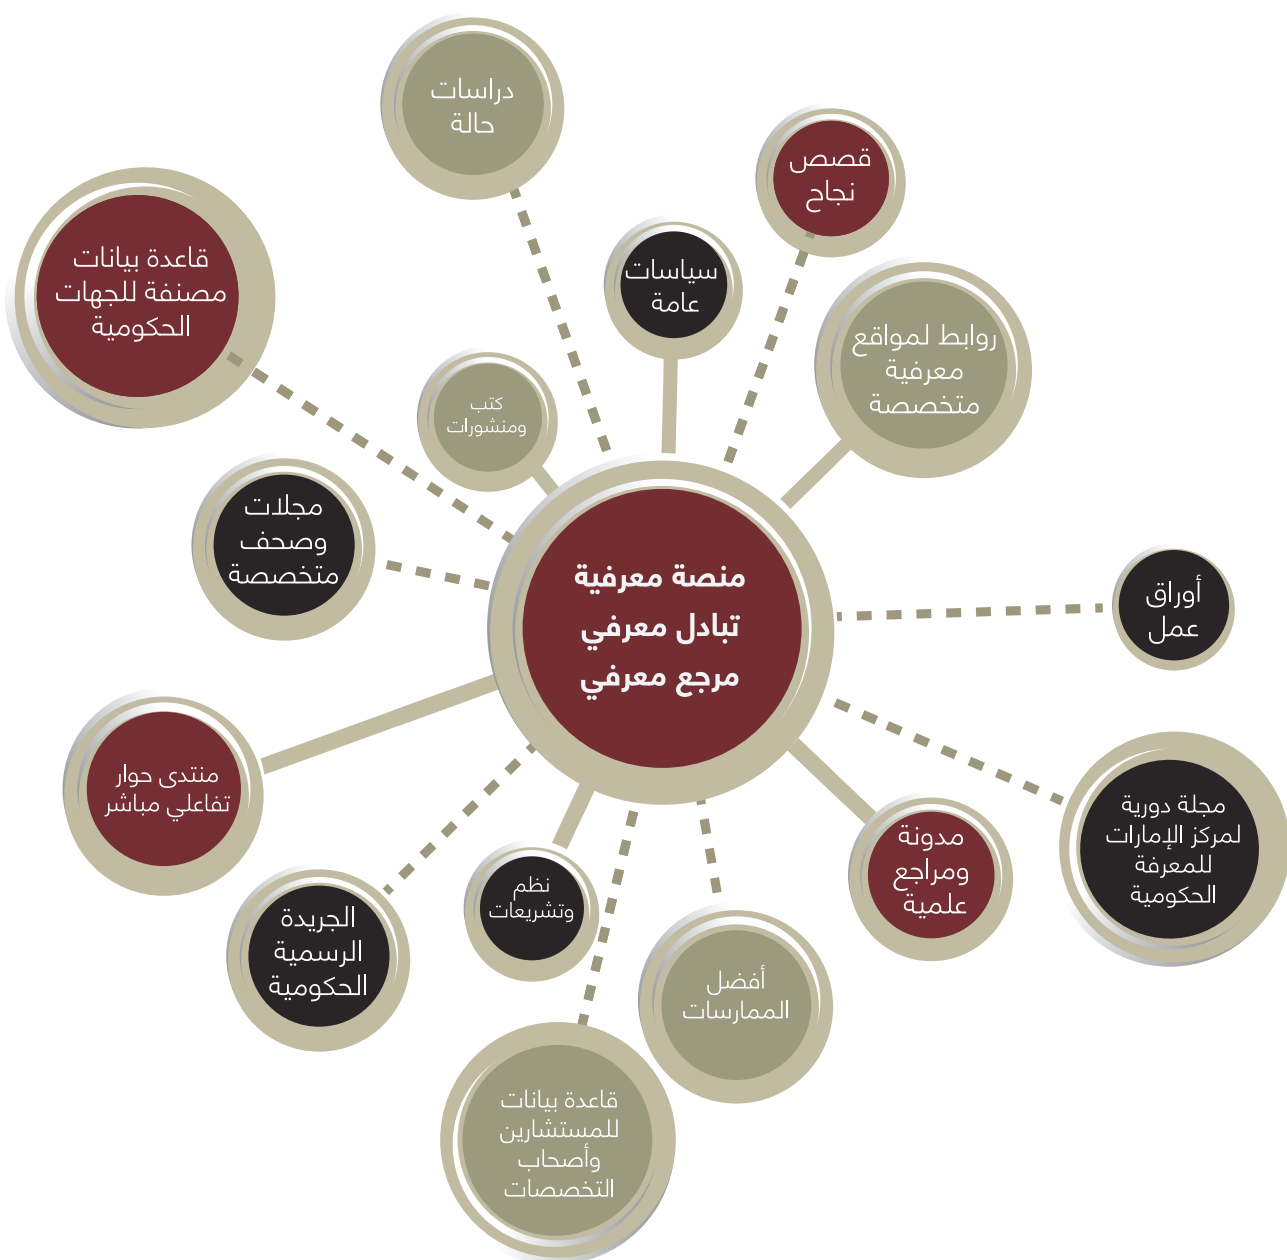 دراسات
حالة
قصص
نجاح
سياسات
عامة
قاعدة بيانات
مصنفة للجهات
الحكومية
روابط لمواقع
معرفية
متخصصة
كتب
ومنشورات
مجلات
وصحف
متخصصة
منصة معرفية
تبادل معرفي
مرجع معرفي
أوراق
عمل
منتدى حوار
تفاعلي مباشر
مجلة دورية
لمركز الإمارات
للمعرفة
الحكومية
مدونة
ومراجع
علمية
نظم
وتشريعات
الجريدة
الرسمية
الحكومية
أفضل
الممارسات
قاعدة بيانات
للمستشارين
وأصحاب
التخصصات